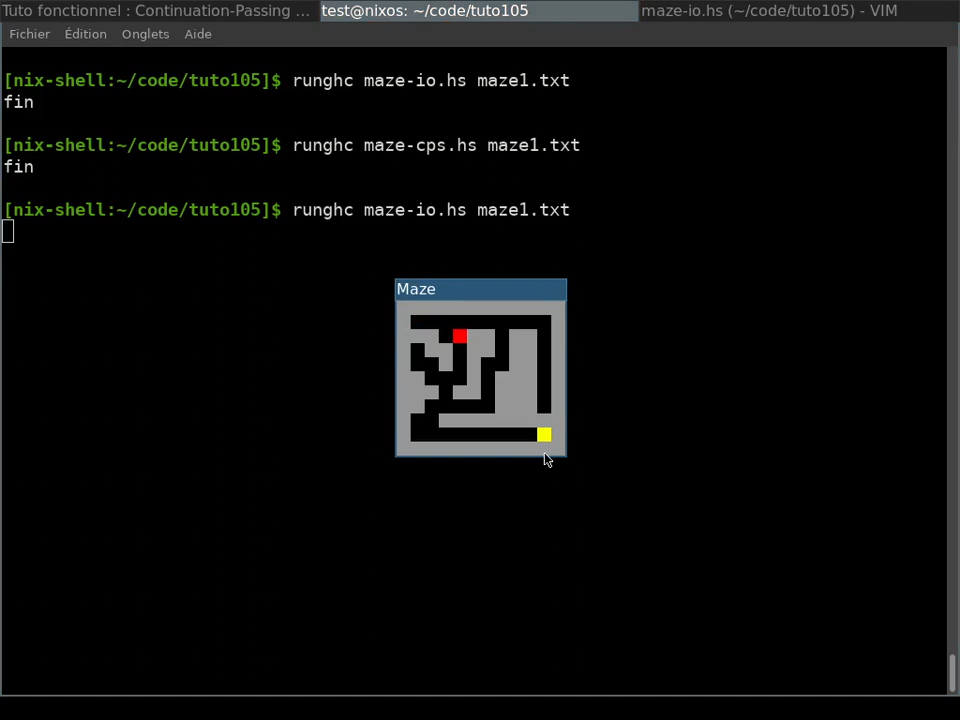 Tuto fonctionnel : Continuation-Passing ... test@nixos: ~/code/tuto105 maze-io.hs (~/code/tuto105) - VIM
Fichier Édition Onglets Aide
[nix-shell:~/code/tuto105]$ runghc maze-io.hs maze1.txt
fin
[nix-shell:~/code/tuto105]$ runghc maze-cps.hs maze1.txt
fin
[nix-shell:~/code/tuto105]$ runghc maze-io.hs maze1.txt
Maze